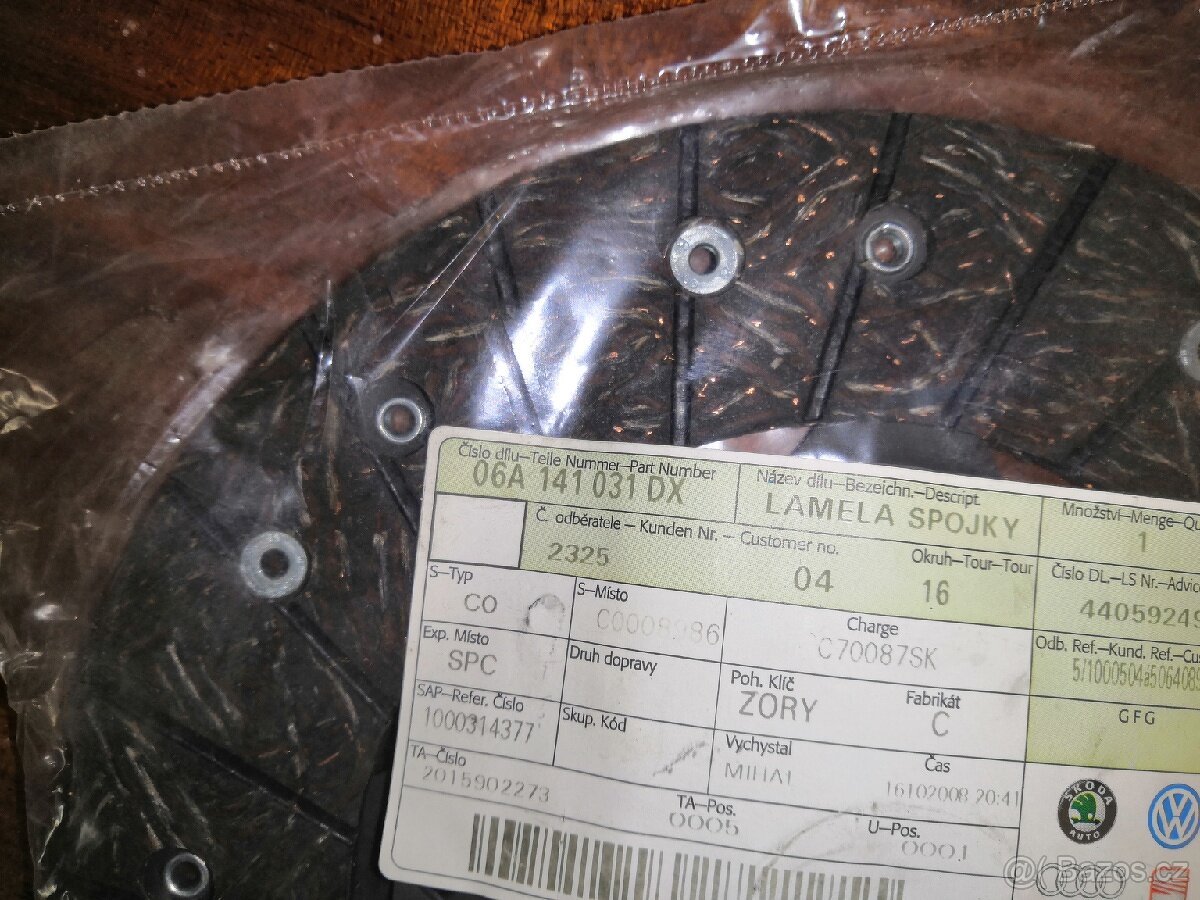 Číslo dílu–Teile Nummer–Part Number
06A 141 031 DX
Název dílu–Bezeichn.–Descript.
LAMELA SPOJKY
Množství–Menge–
1
Č. odběratele – Kunden Nr. – Customer no.
2325
04
Okruh–Tour–Tour
16
Číslo DL–LS Nr.–
44059249
S–Typ
CO
S–Místo
Charge
C70087SK
Odb. Ref.–Kund. Ref.–
Exp. Místo
SPC
Druh dopravy
Poh. Klíč
ZORY
Fabrikát
C
GFG
SAP–Refer. Číslo
1000314377
Skup. Kód
Vychystal
MIHAL
Čas
16102008 20:41
TA–Číslo
2015902273
TA–Pos.
0005
U–Pos.
0001
ŠKODA
AUTO
Bazos.cz